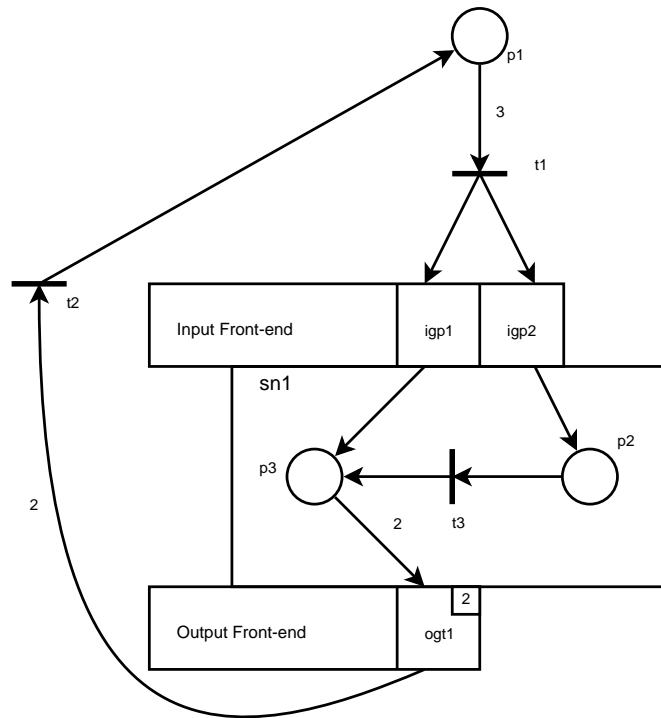 p1
3
t1
t2
Input Front-end
igp1
igp2
sn1
p2
p3
t3
2
2
2
Output Front-end
ogt1